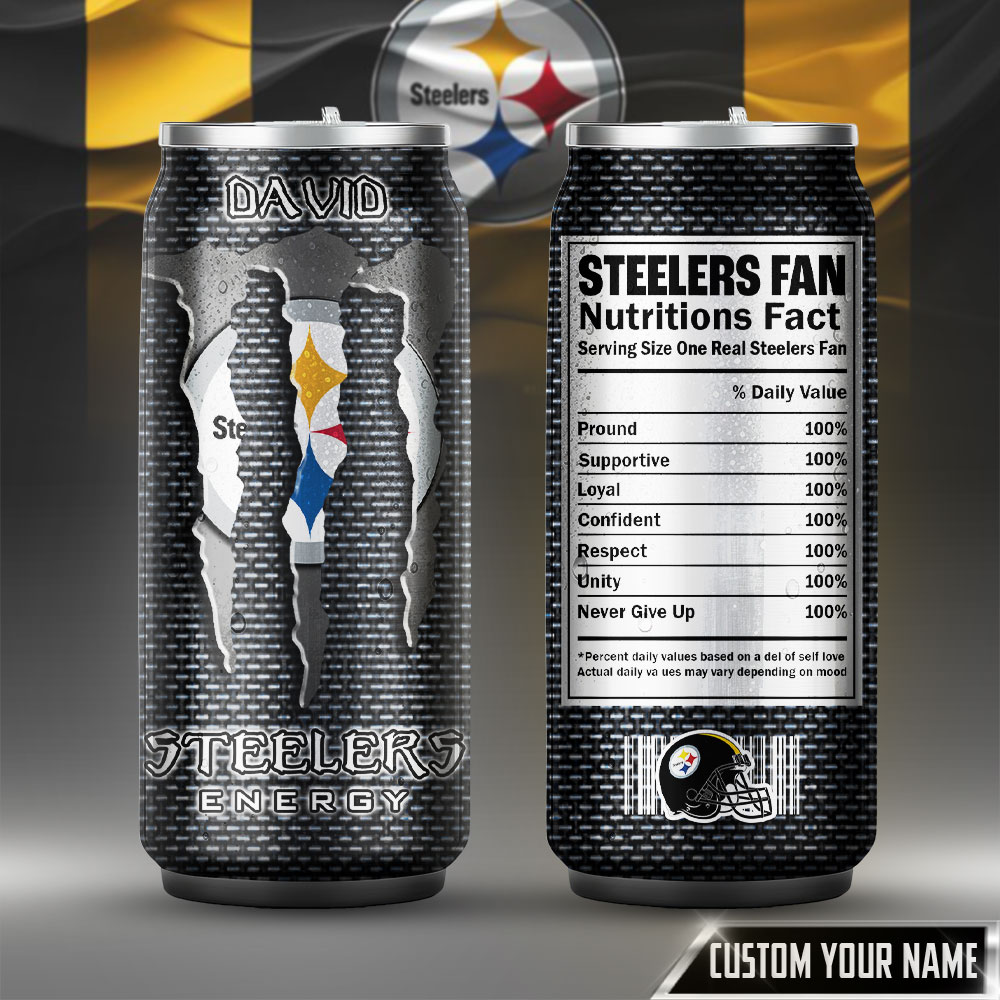 Steelers
DAVID
Ste
STEELERS
ENERGY
STEELERS FAN
Nutritions Fact
Serving Size One Real Steelers Fan
% Daily Value
Pround 100%
Supportive 100%
Loyal 100%
Confident 100%
Respect 100%
Unity 100%
Never Give Up 100%
*Percent daily values based on a del of self love
Actual daily va ues may vary depending on mood
Steelers
CUSTOM YOUR NAME